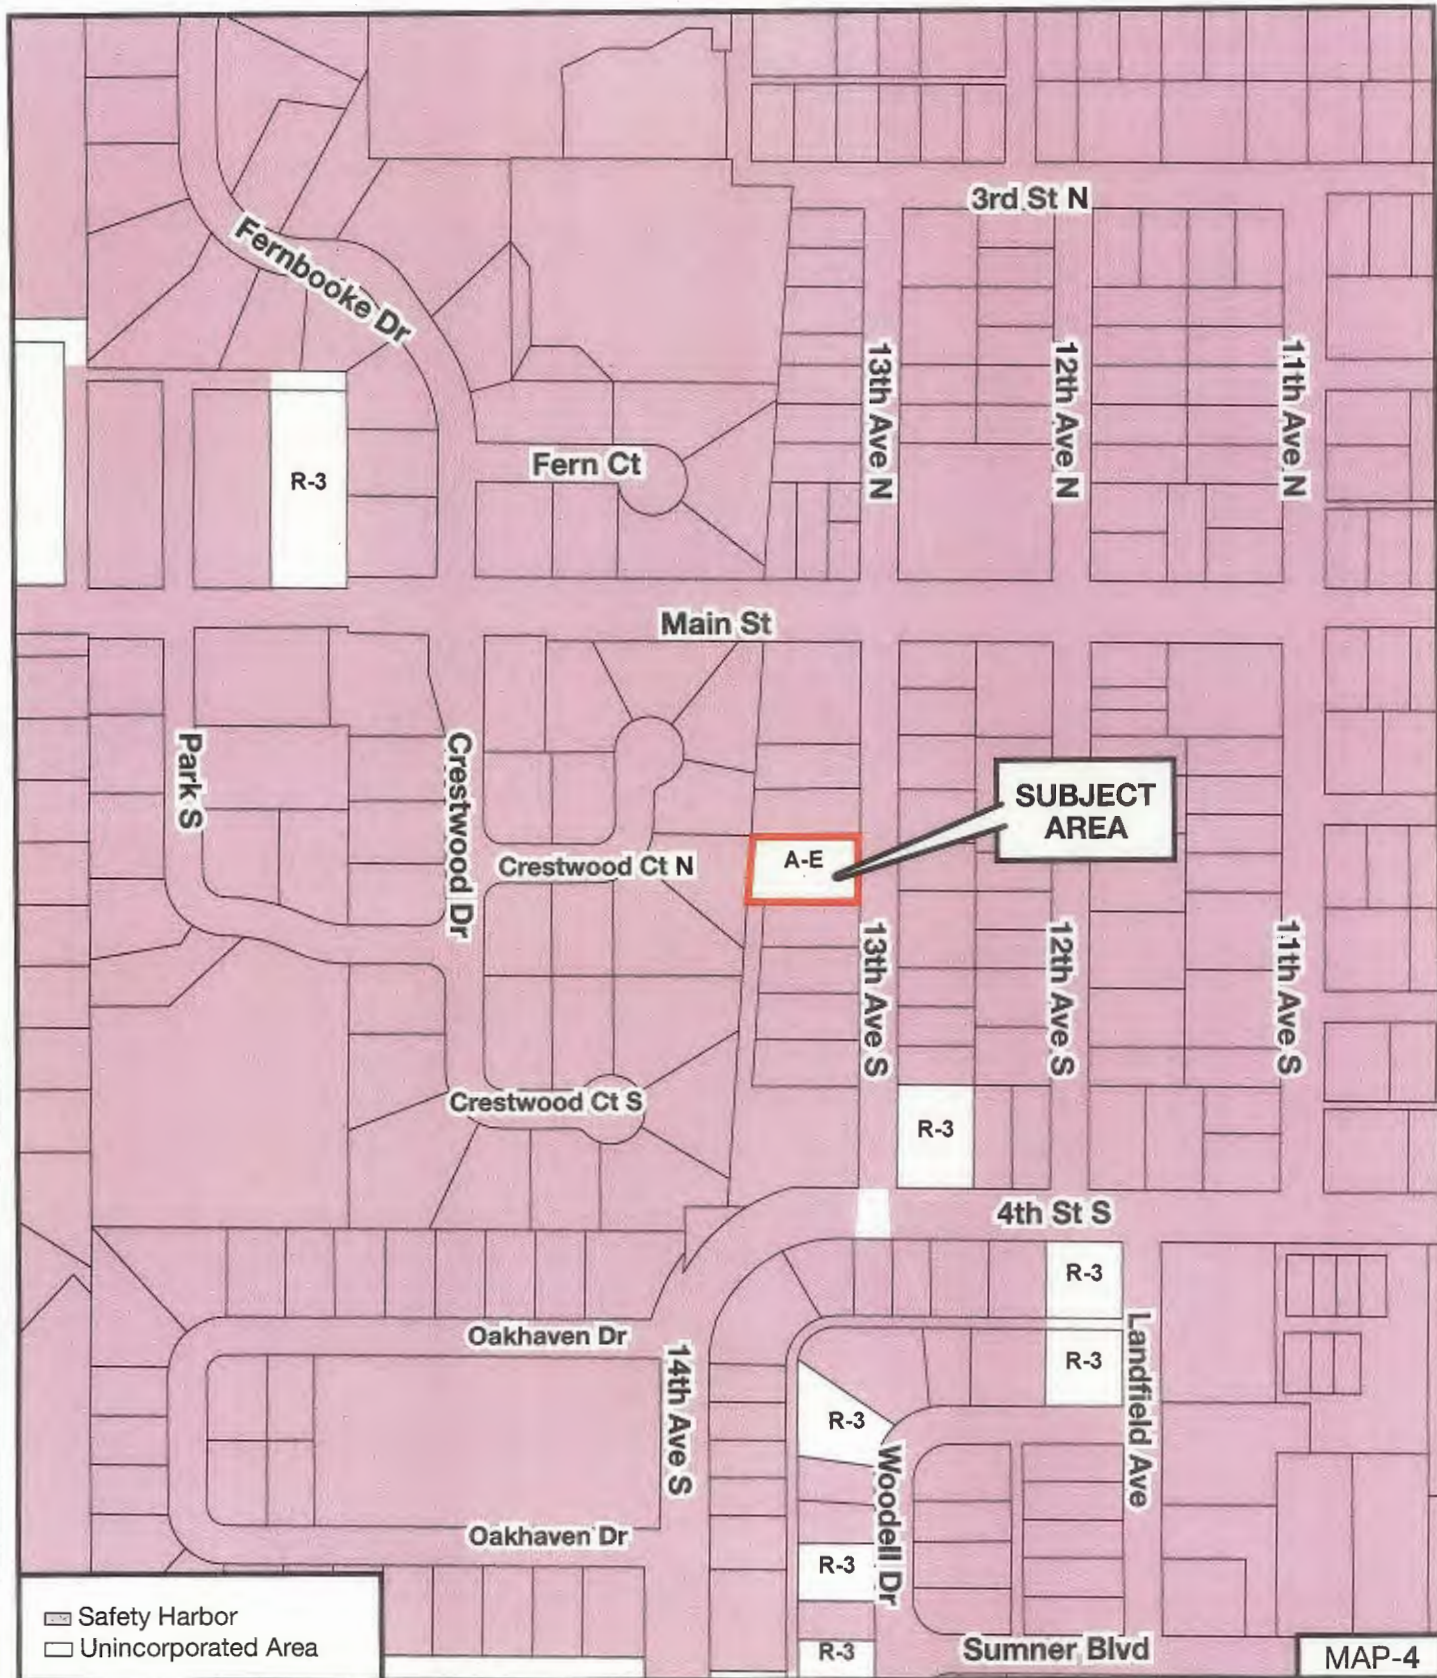 3rd St N
Fernbooke Dr
13th Ave N
12th Ave N
11th Ave N
Fern Ct
R-3
Main St
Park S
Crestwood Dr
SUBJECT
AREA
A-E
Crestwood Ct N
13th Ave S
12th Ave S
11th Ave S
Crestwood Ct S
R-3
4th St S
R-3
Oakhaven Dr
14th Ave S
R-3
Landfield Ave
R-3
Woodell Dr
Oakhaven Dr
R-3
Safety Harbor
Unincorporated Area
R-3
Sumner Blvd
MAP-4